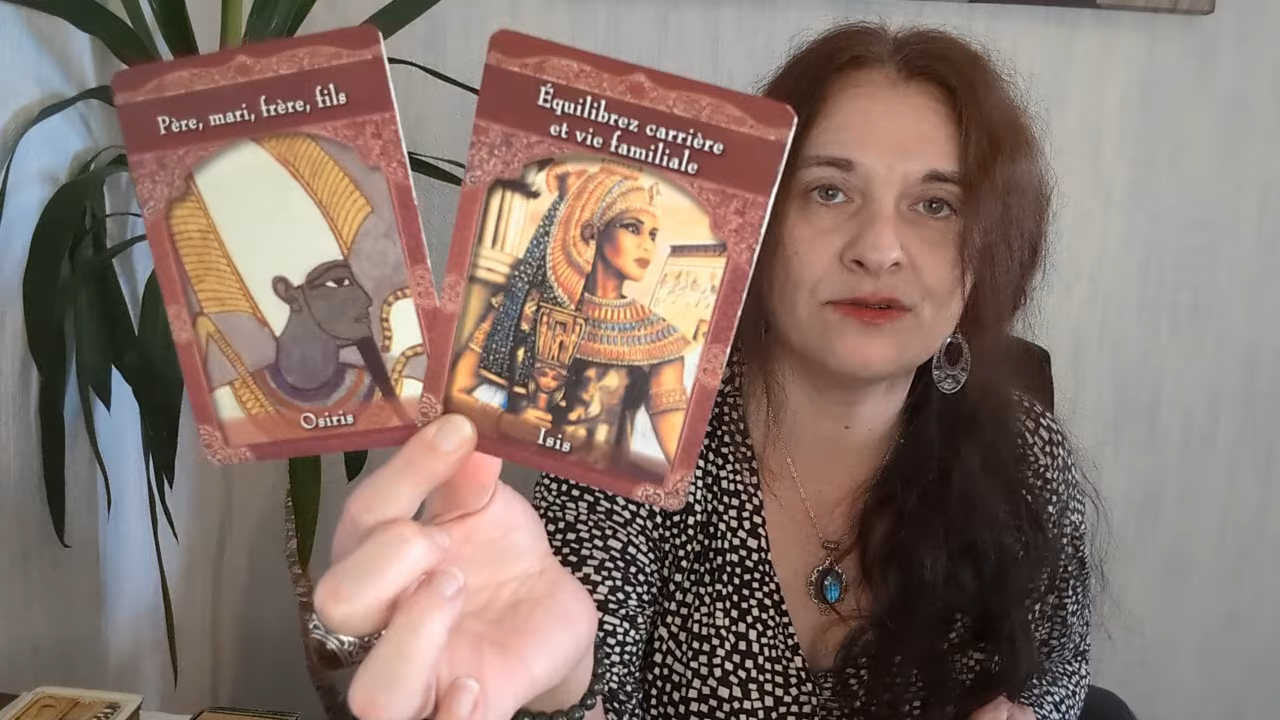 Père, mari, frère, fils
Osiris
Équilibrez carrière
et vie familiale
Isis